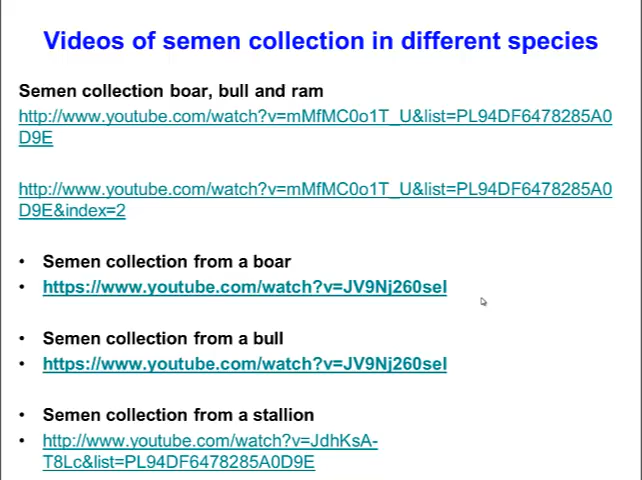 Videos of semen collection in different species
Semen collection boar, bull and ram
http://www.youtube.com/watch?v=mMfMC0o1T_U&list=PL94DF6478285A0
D9E
http://www.youtube.com/watch?v=mMfMC0o1T_U&list=PL94DF6478285A0
D9E&index=2
• Semen collection from a boar
• https://www.youtube.com/watch?v=JV9Nj260seI
• Semen collection from a bull
• https://www.youtube.com/watch?v=JV9Nj260seI
• Semen collection from a stallion
• http://www.youtube.com/watch?v=JdhKsA-
T8Lc&list=PL94DF6478285A0D9E